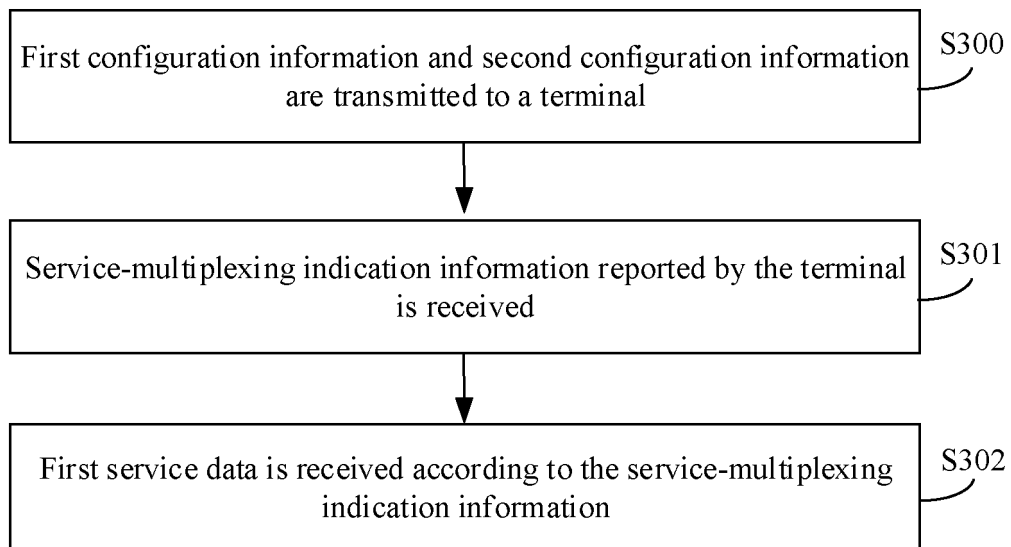 First configuration information and second configuration information
are transmitted to a terminal
S300
Service-multiplexing indication information reported by the terminal
is received
S301
First service data is received according to the service-multiplexing
indication information
S302